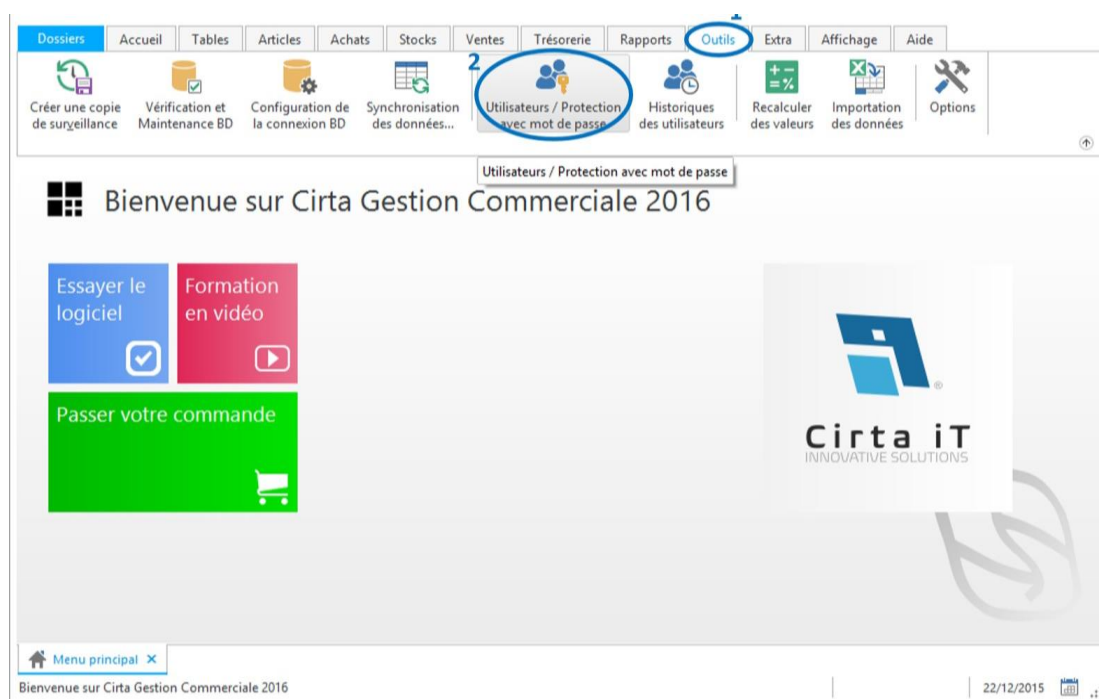 1
Dossiers Accueil Tables Articles Achats Stocks Ventes Trésorerie Rapports Outils Extra Affichage Aide
2
Créer une copie Vérification et Configuration de Synchronisation Utilisateurs / Protection Historiques Recalculer Importation Options
de surveillance Maintenance BD la connexion BD des données... avec mot de passe des utilisateurs des valeurs des données
Utilisateurs / Protection avec mot de passe
Bienvenue sur Cirta Gestion Commerciale 2016
Essayer le
logiciel
Formation
en vidéo
Passer votre commande
Cirta iT
INNOVATIVE SOLUTIONS
Menu principal
Bienvenue sur Cirta Gestion Commerciale 2016 22/12/2015